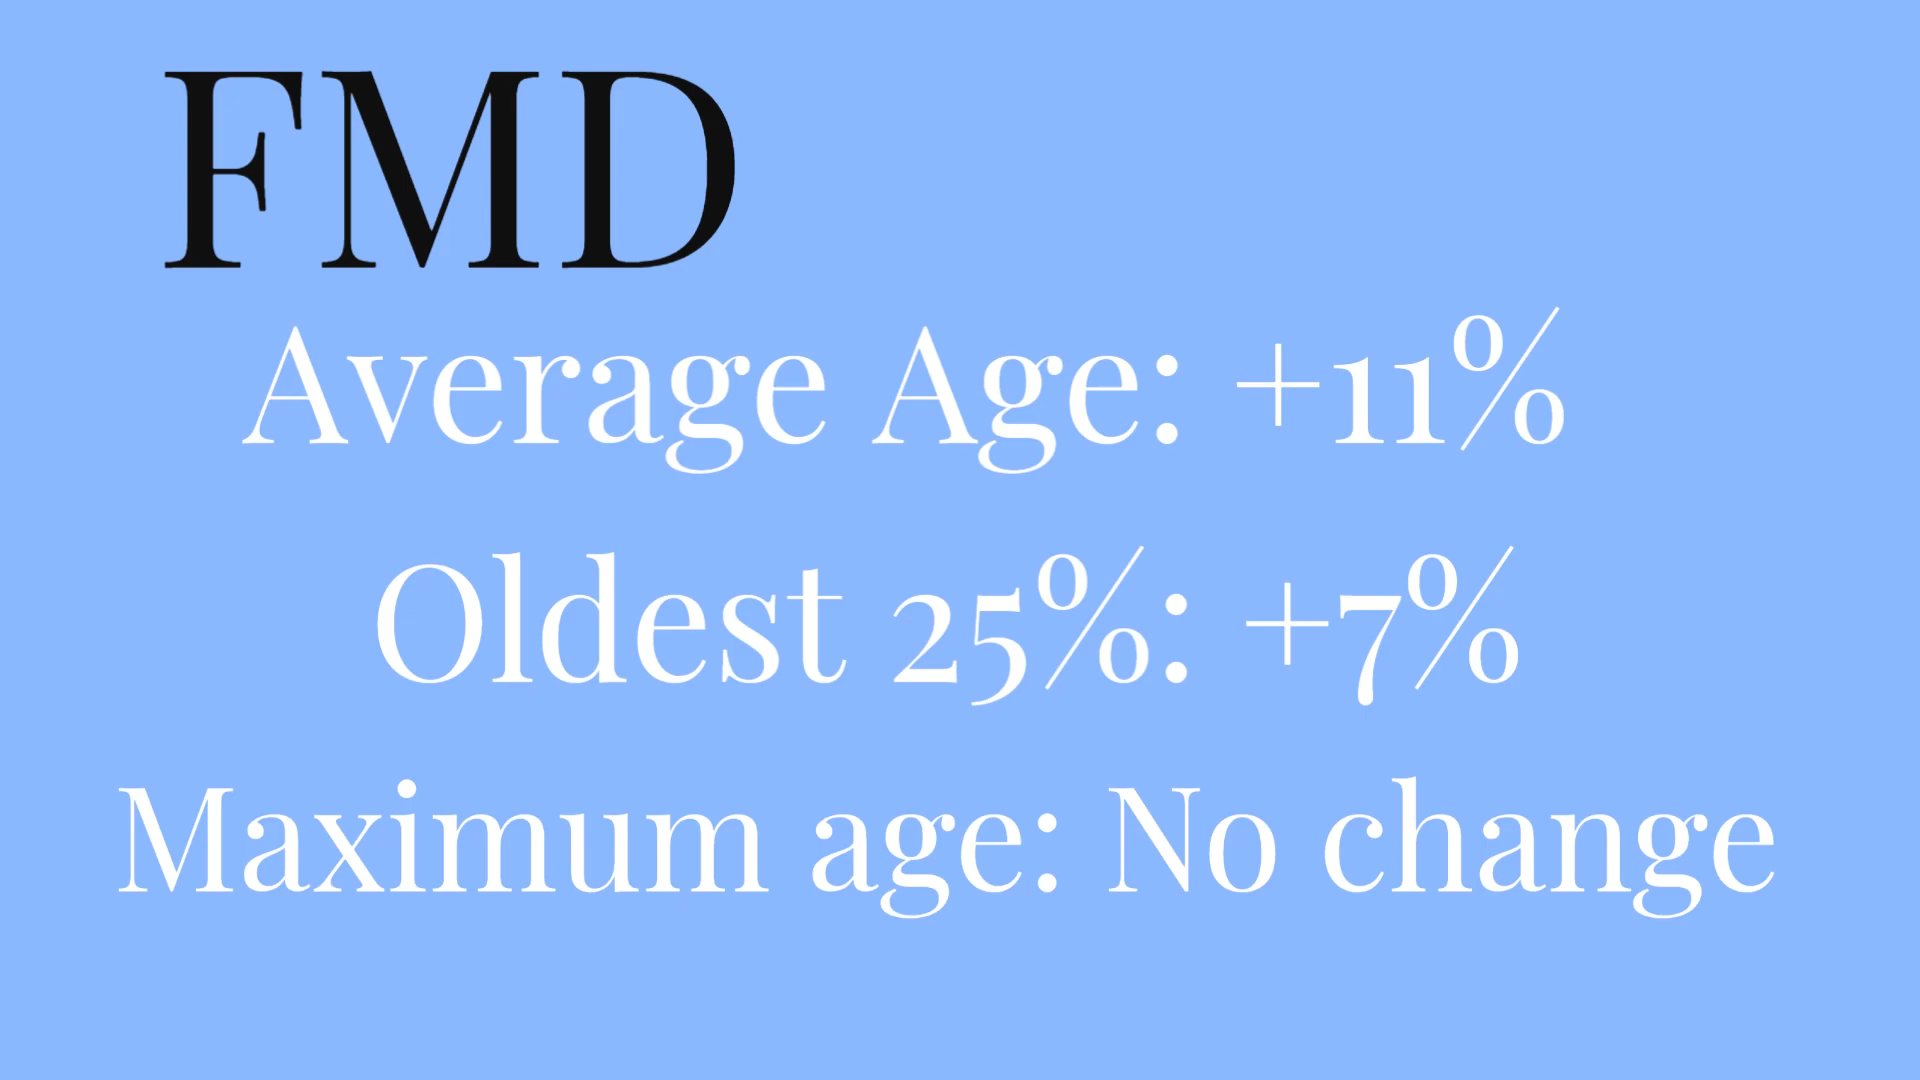 FMD
Average Age: +11%
Oldest 25%: +7%
Maximum age: No change